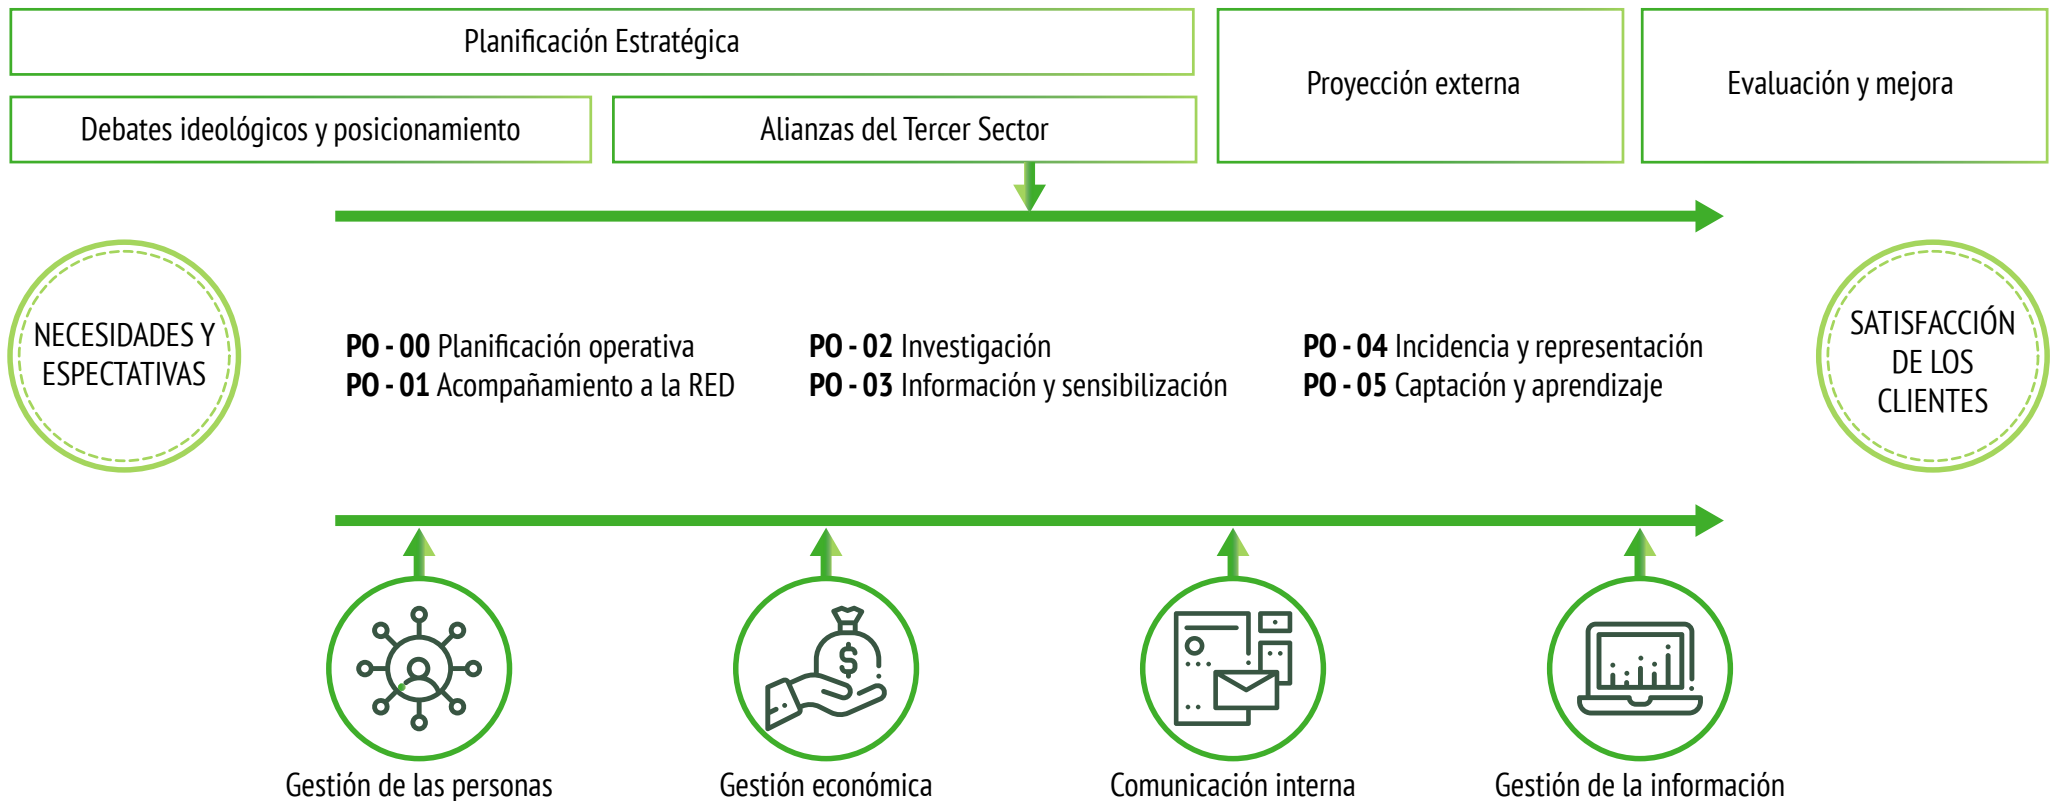 Planificación Estratégica
Debates ideológicos y posicionamiento
Alianzas del Tercer Sector
Proyección externa
Evaluación y mejora
NECESIDADES Y
ESPECTATIVAS
PO - 00 Planificación operativa
PO - 01 Acompañamiento a la RED
PO - 02 Investigación
PO - 03 Información y sensibilización
PO - 04 Incidencia y representación
PO - 05 Captación y aprendizaje
SATISFACCIÓN
DE LOS
CLIENTES
$
Gestión de las personas
Gestión económica
Comunicación interna
Gestión de la información